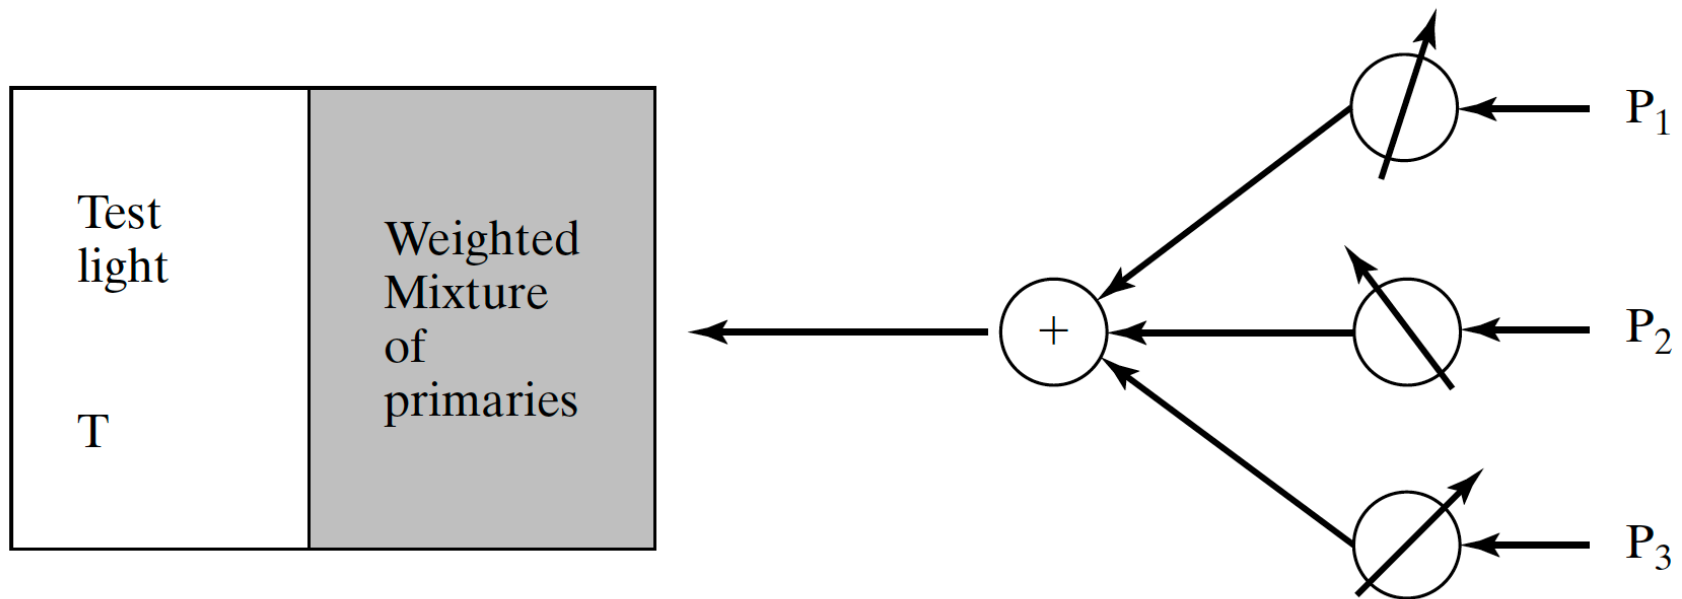 Test
light
T
Weighted
Mixture
of
primaries
+
P₁
P₂
P₃